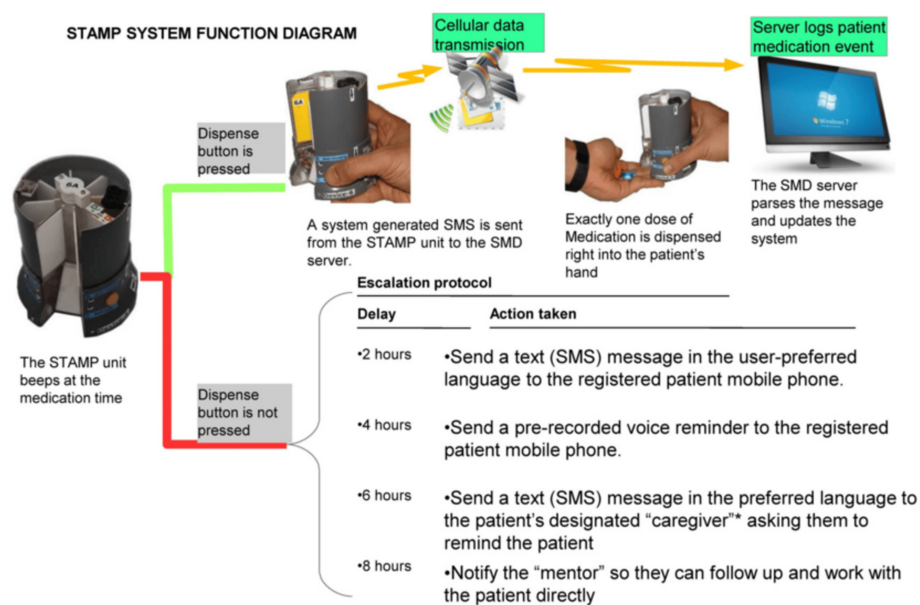 STAMP SYSTEM FUNCTION DIAGRAM
Cellular data
transmission
Server logs patient
medication event
Dispense
button is
pressed
6A
6A
Windows 7
A system generated SMS is sent
from the STAMP unit to the SMD
server.
Exactly one dose of
Medication is dispensed
right into the patient's
hand
The SMD server
parses the message
and updates the
system
The STAMP unit
beeps at the
medication time
Dispense
button is not
pressed
Escalation protocol
Delay Action taken
•2 hours •Send a text (SMS) message in the user-preferred
language to the registered patient mobile phone.
•4 hours •Send a pre-recorded voice reminder to the registered
patient mobile phone.
•6 hours •Send a text (SMS) message in the preferred language to
the patient's designated “caregiver”* asking them to
remind the patient
•8 hours •Notify the “mentor” so they can follow up and work with
the patient directly